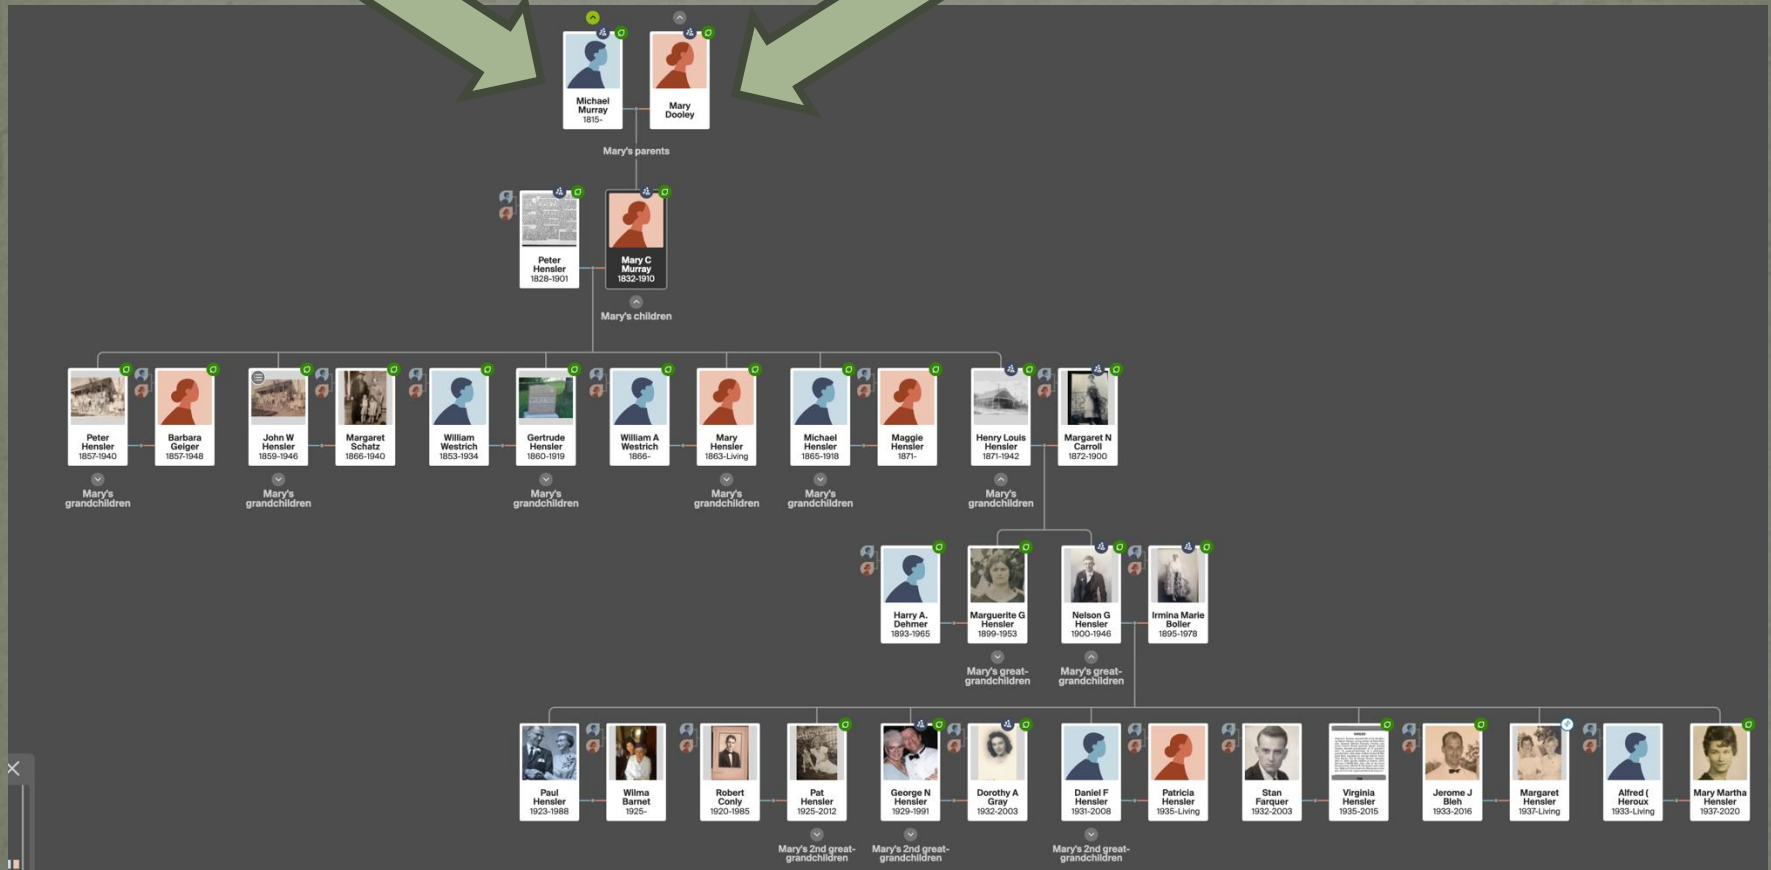 Michael
Murray
1815-
Mary
Dooley
Mary's parents
Peter
Hensler
1828-1901
Mary C
Murray
1832-1910
Mary's children
Peter
Hensler
1857-1940
Barbara
Geiger
1857-1948
John W
Hensler
1859-1946
Margaret
Schatz
1866-1940
William
Westrich
1853-1934
Gertrude
Hensler
1860-1919
William A
Westrich
1866-
Mary
Hensler
1863-Living
Michael
Hensler
1865-1918
Maggie
Hensler
1871-
Henry Louis
Hensler
1871-1942
Margaret N
Carroll
1872-1900
Mary's
grandchildren
Mary's
grandchildren
Mary's
grandchildren
Mary's
grandchildren
Mary's
grandchildren
Mary's
grandchildren
Harry A.
Dehmer
1893-1965
Marguerite G
Hensler
1899-1953
Nelson G
Hensler
1900-1946
Irmina Marie
Boller
1895-1978
Mary's great-
grandchildren
Mary's great-
grandchildren
Paul
Hensler
1923-1988
Wilma
Barnet
1925-
Robert
Conly
1920-1985
Pat
Hensler
1925-2012
George N
Hensler
1929-1991
Dorothy A
Gray
1932-2003
Daniel F
Hensler
1931-2008
Patricia
Hensler
1935-Living
Stan
Farquer
1932-2003
Virginia
Hensler
1935-2015
Jerome J
Bleh
1933-2016
Margaret
Hensler
1937-Living
Alfred (
Heroux
1933-Living
Mary Martha
Hensler
1937-2020
Mary's 2nd great-
grandchildren
Mary's 2nd great-
grandchildren
Mary's 2nd great-
grandchildren